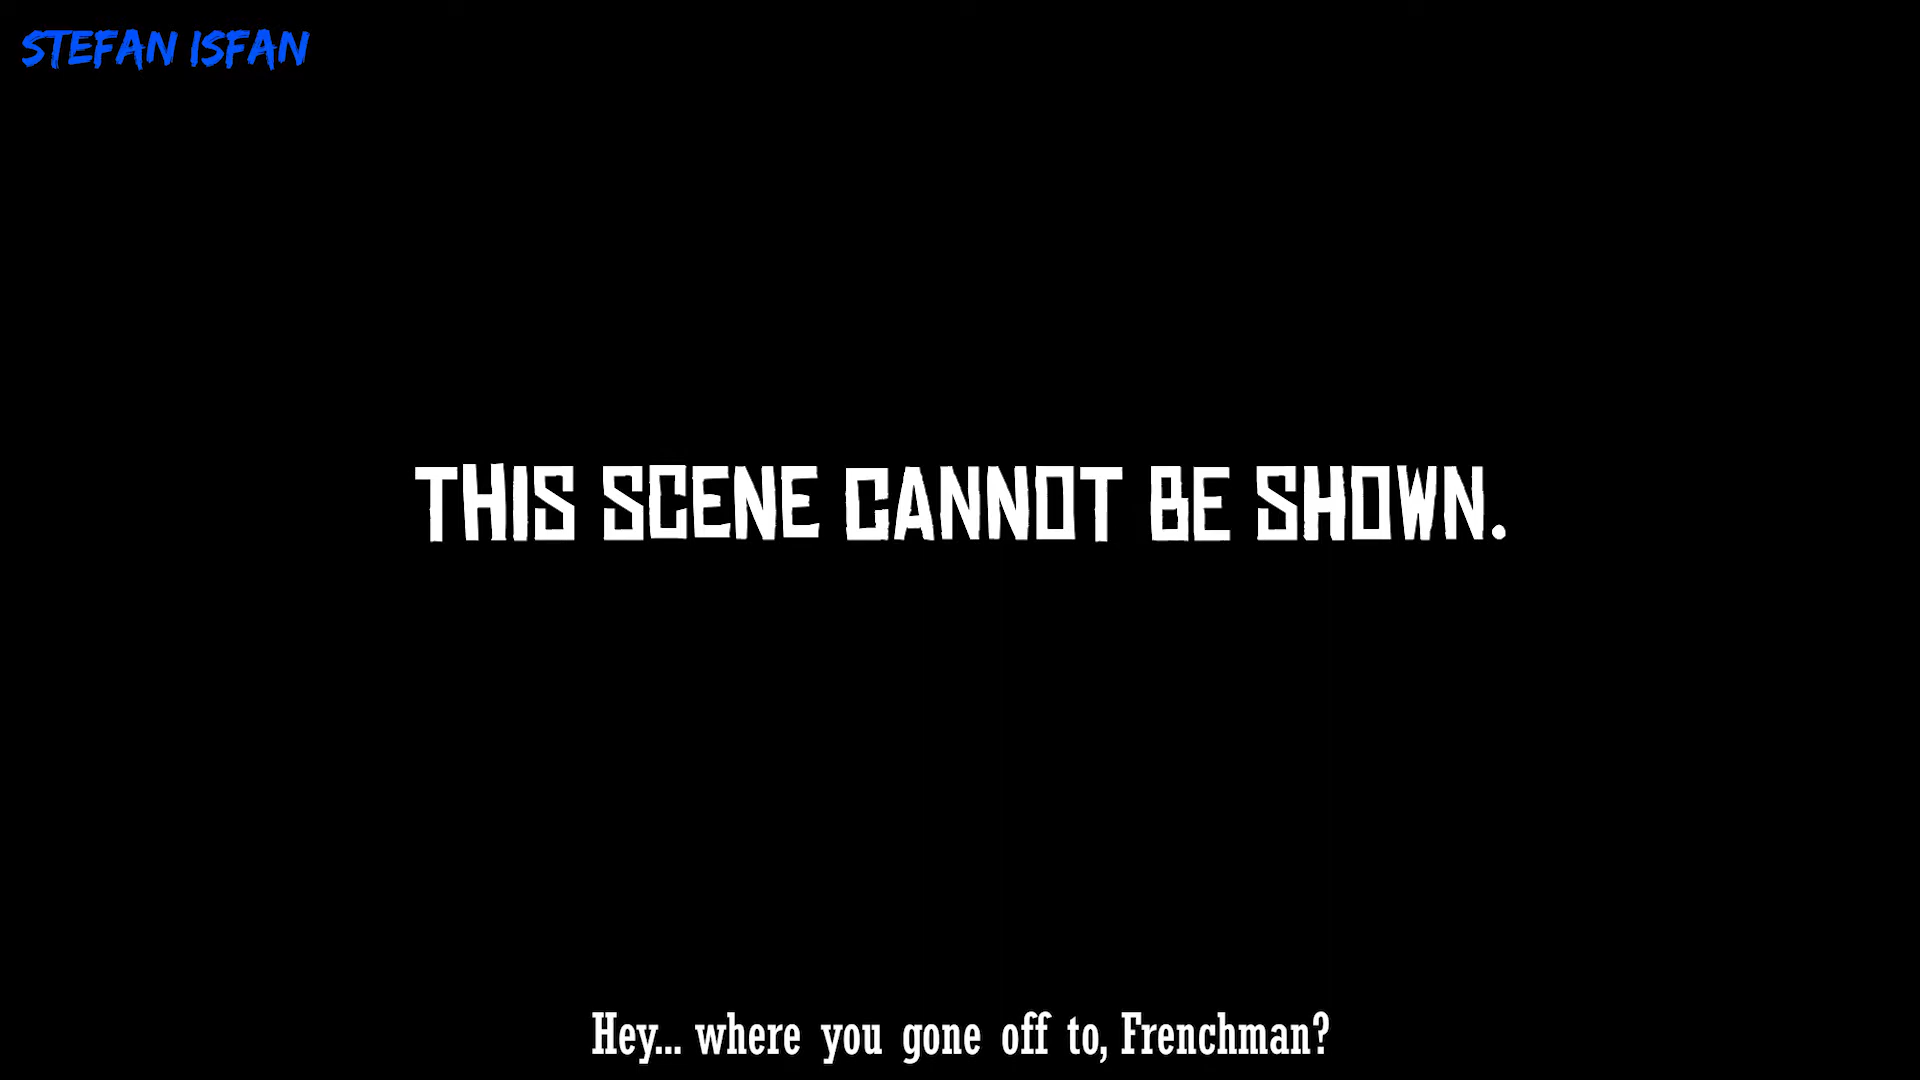 STEFAN ISFAN
THIS SCENE CANNOT BE SHOWN.
Hey... where you gone off to, Frenchman?